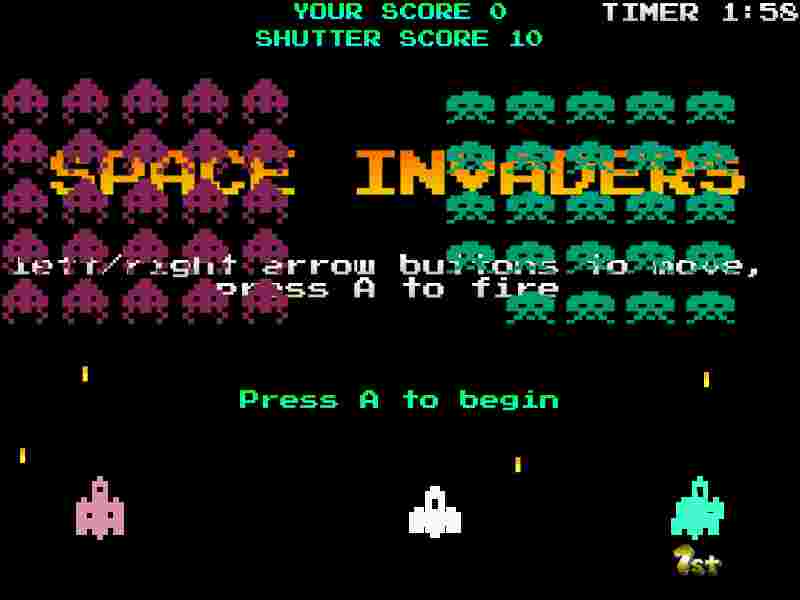 YOUR SCORE 0
TIMER 1:58
SHUTTER SCORE 10
SPACE INVADERS
left/right arrow buttons to move,
press A to fire
Press A to begin
1st